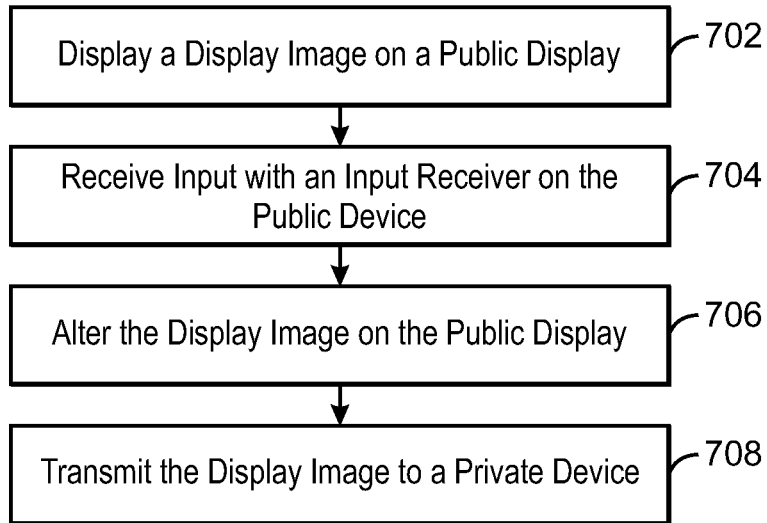 Display a Display Image on a Public Display
702
Receive Input with an Input Receiver on the
Public Device
704
Alter the Display Image on the Public Display
706
Transmit the Display Image to a Private Device
708